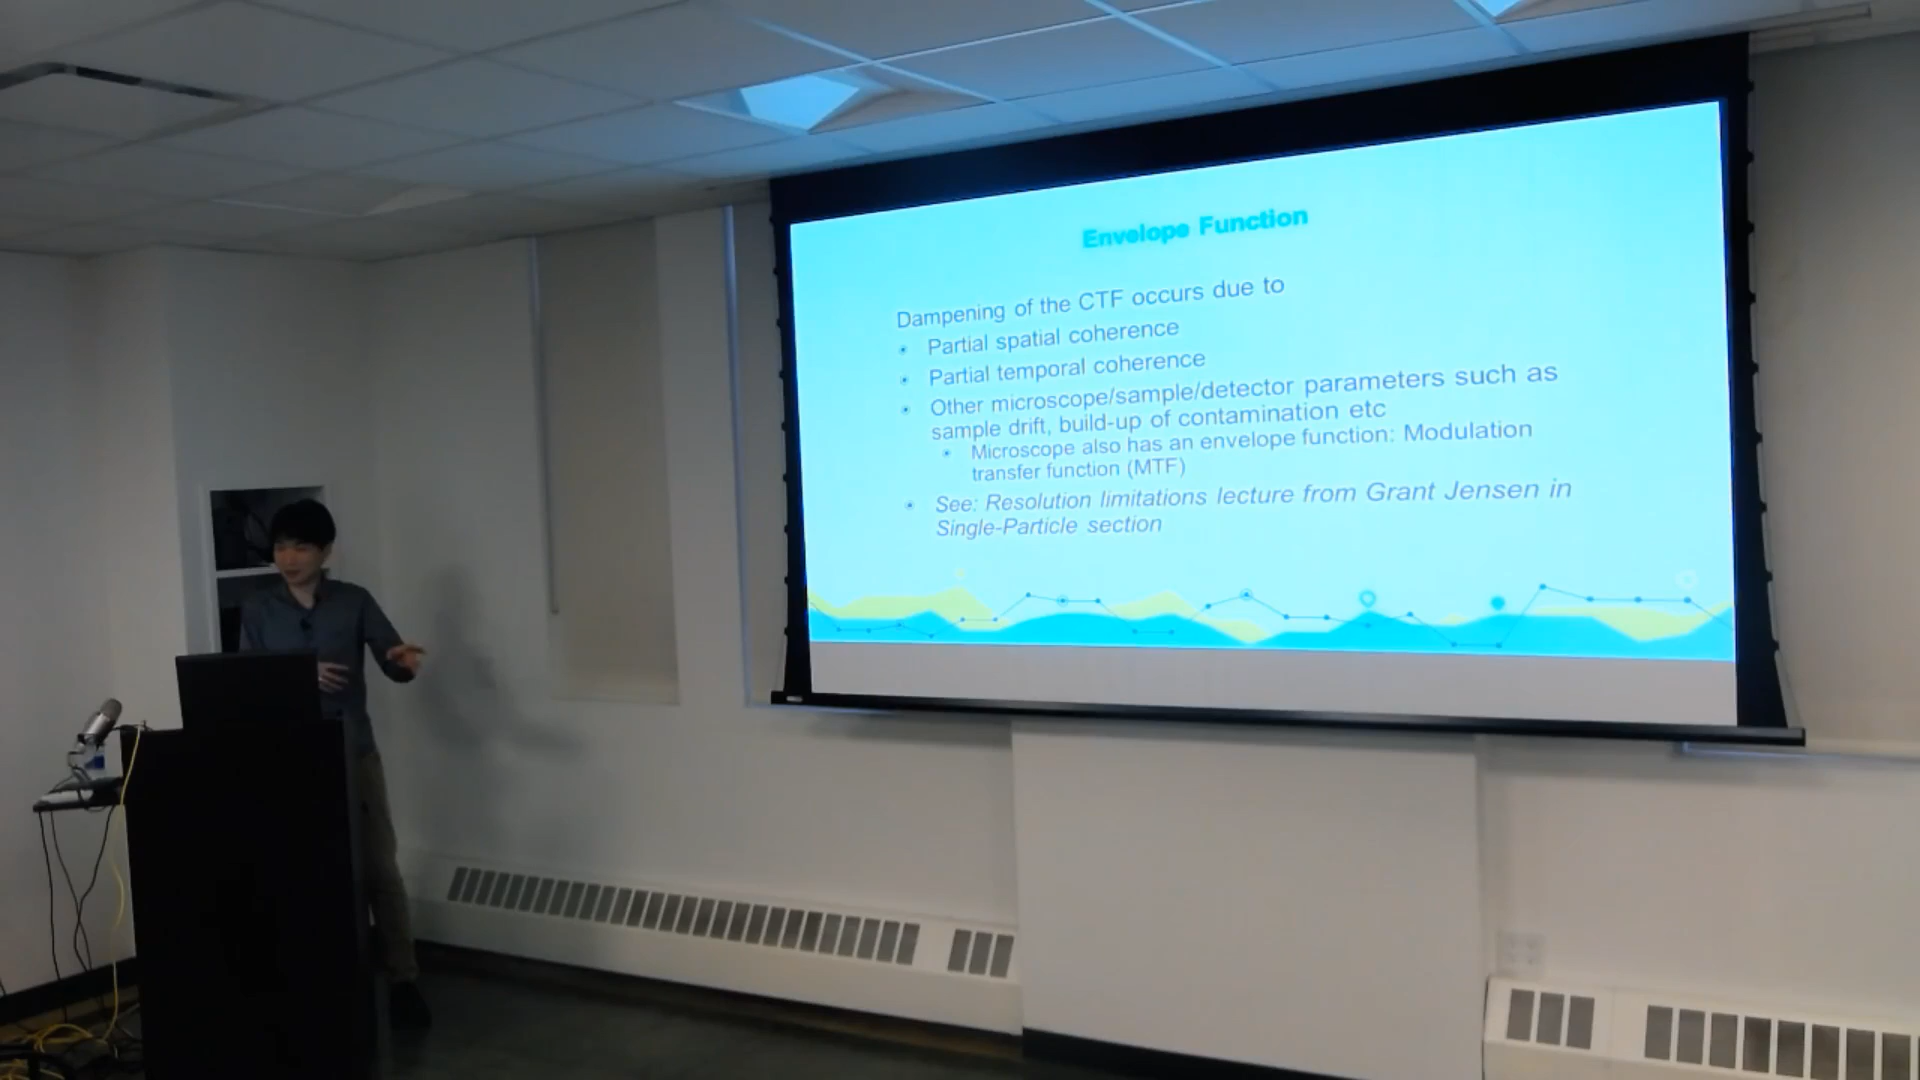 Envelope Function
Dampening of the CTF occurs due to
Partial spatial coherence
Partial temporal coherence
Other microscope/sample/detector parameters such as
sample drift, build-up of contamination etc
Microscope also has an envelope function: Modulation
transfer function (MTF)
See: Resolution limitations lecture from Grant Jensen in
Single-Particle section